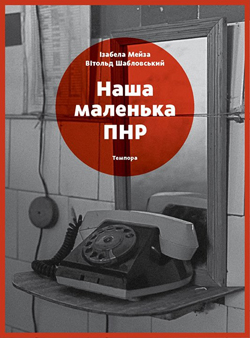 Ізабела Мейза
Вітольд Шабловський
Наша
маленька
ПНР
Темпора